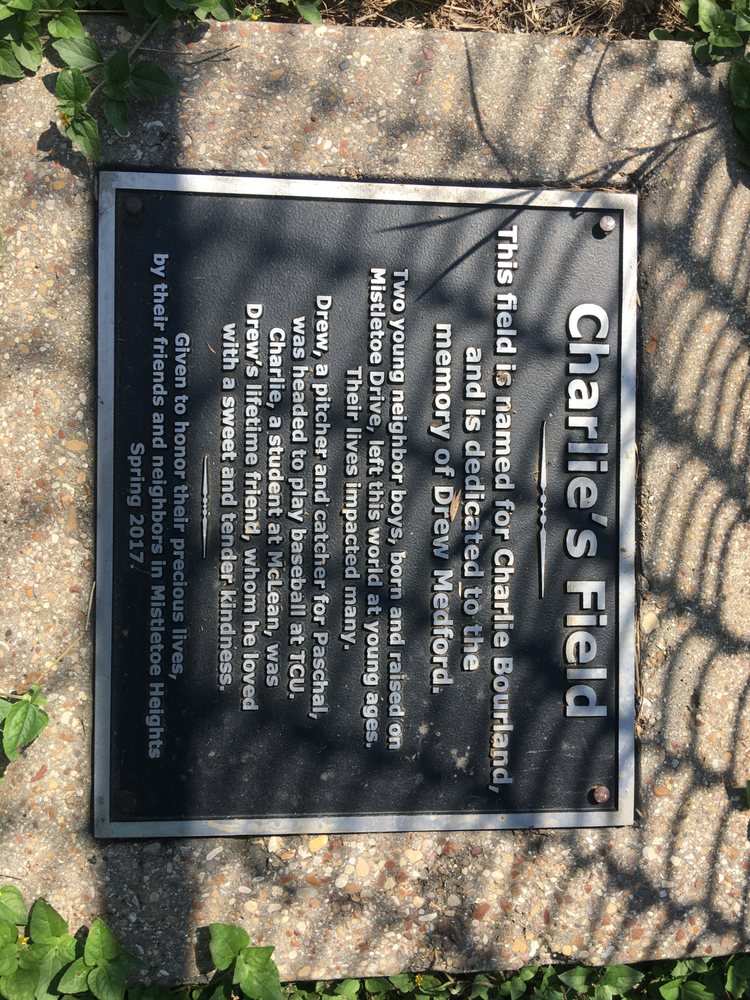 Charlie's Field
This field is named for Charlie Bourland,
and is dedicated to the
memory of Drew Medford.
Two young neighbor boys, born and raised on
Mistletoe Drive, left this world at young ages.
Their lives impacted many.
Drew, a pitcher and catcher for Paschal,
was headed to play baseball at TCU.
Charlie, a student at McLean, was
Drew's lifetime friend, whom he loved
with a sweet and tender kindness.
Given to honor their precious lives,
by their friends and neighbors in Mistletoe Heights
Spring 2017.